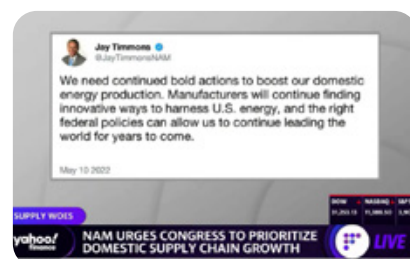 Jay Timmons
@JayTimmonsNAM
We need continued bold actions to boost our domestic
energy production. Manufacturers will continue finding
innovative ways to harness U.S. energy, and the right
federal policies can allow us to continue leading the
world for years to come.
May 10 2022
DOW NASDAQ S&P
SUPPLY WOES
yahoo! finance
NAM URGES CONGRESS TO PRIORITIZE
DOMESTIC SUPPLY CHAIN GROWTH
LIVE